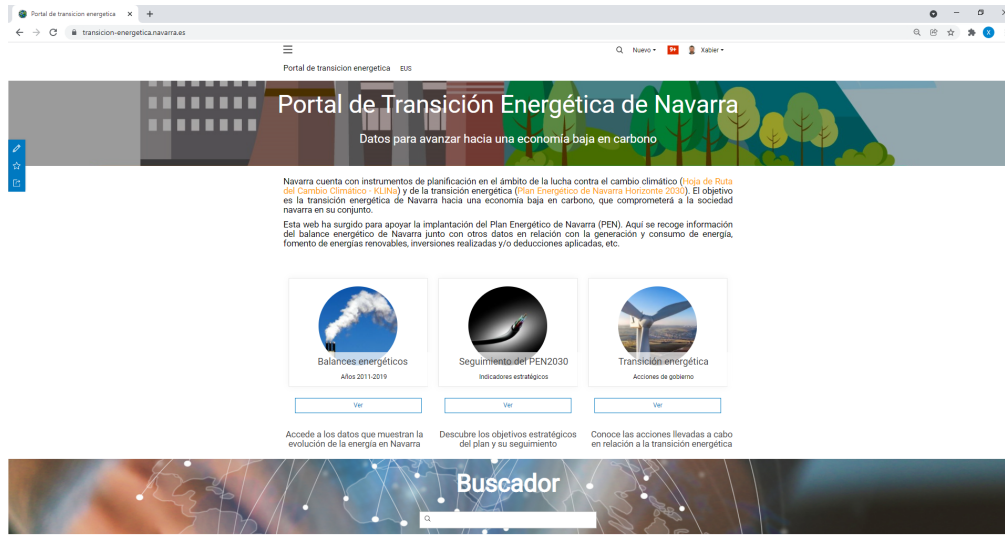 Portal de transicion energetica
transicion-energetica.navarra.es
Nuevo
9+
Xabier
Portal de transicion energetica EUS
Portal de Transición Energética de Navarra
Datos para avanzar hacia una economía baja en carbono
Navarra cuenta con instrumentos de planificación en el ámbito de la lucha contra el cambio climático (Hoja de Ruta
del Cambio Climático - KLINa) y de la transición energética (Plan Energético de Navarra Horizonte 2030). El objetivo
es la transición energética de Navarra hacia una economía baja en carbono, que comprometerá a la sociedad
navarra en su conjunto.
Esta web ha surgido para apoyar la implantación del Plan Energético de Navarra (PEN). Aquí se recoge información
del balance energético de Navarra junto con otros datos en relación con la generación y consumo de energía,
fomento de energías renovables, inversiones realizadas y/o deducciones aplicadas, etc.
Balances energéticos
Años 2011-2019
Ver
Accede a los datos que muestran la
evolución de la energía en Navarra
Seguimiento del PEN2030
Indicadores estratégicos
Ver
Descubre los objetivos estratégicos
del plan y su seguimiento
Transición energética
Acciones de gobierno
Ver
Conoce las acciones llevadas a cabo
en relación a la transición energética
Buscador